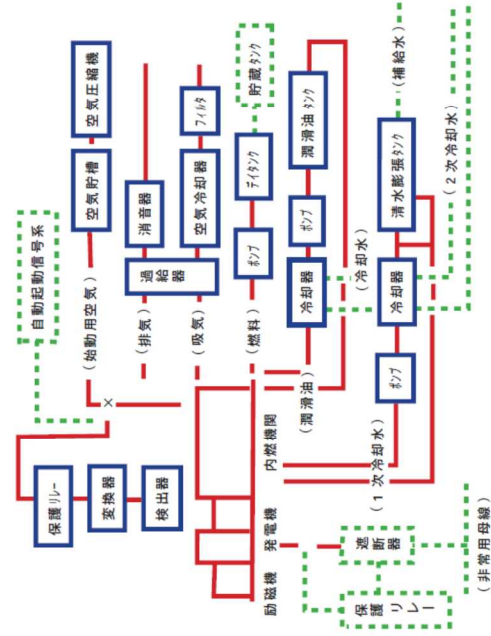 自動起動信号系
空気貯槽
空気圧縮機
(始動用空気)
消音器
(排気)
過給器
空気冷却器
フィルタ
(吸気)
貯蔵タンク
ポンプ
デイタンク
(燃料)
冷却器
ポンプ
潤滑油タンク
(潤滑油)
(冷却水)
(補給水)
ポンプ
冷却器
清水膨張タンク
(1次冷却水)
(2次冷却水)
保護リレー
変換器
検出器
励磁機
発電機
内燃機関
遮断器
保護リレー
(非常用母線)